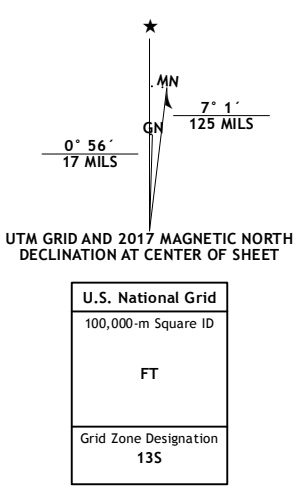 MN
GN
7° 1´
125 MILS
0° 56´
17 MILS
UTM GRID AND 2017 MAGNETIC NORTH
DECLINATION AT CENTER OF SHEET
U.S. National Grid
100,000-m Square ID
FT
Grid Zone Designation
13S